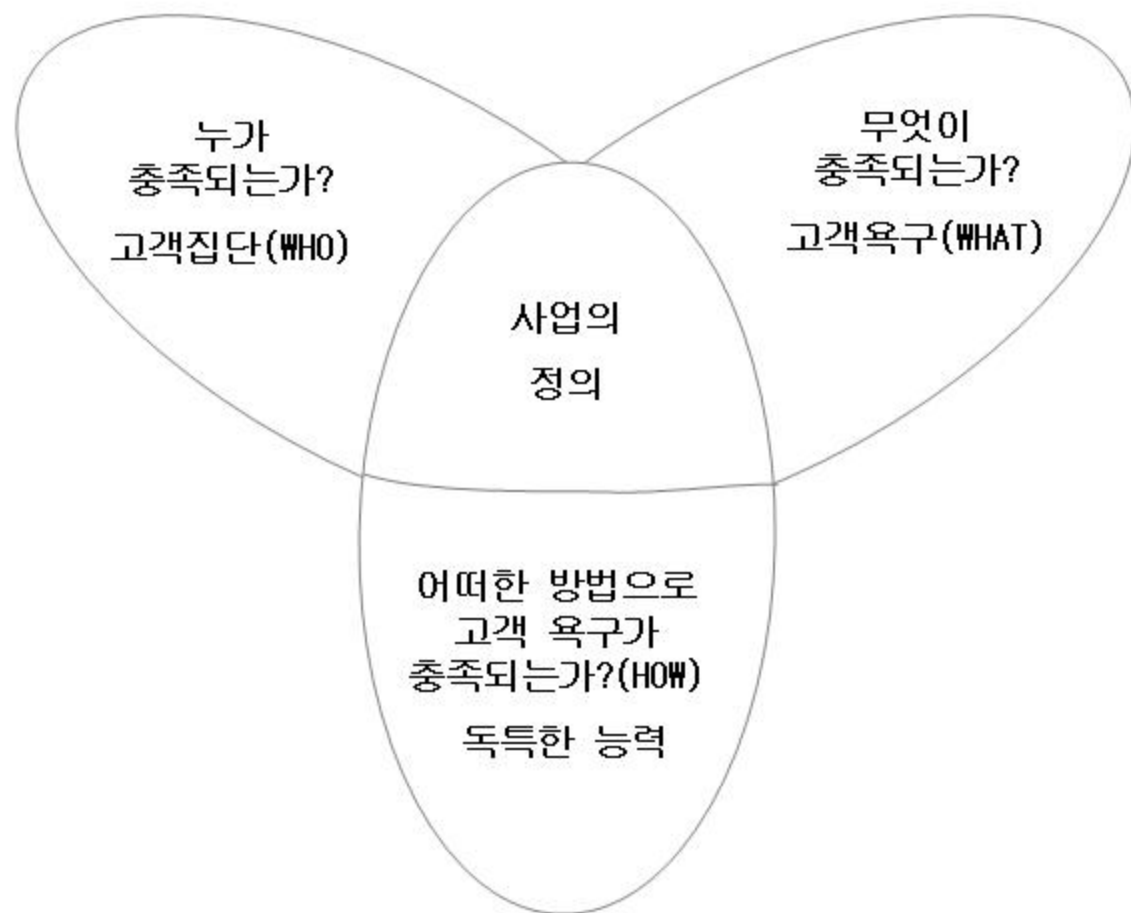 누가
충족되는가?
고객집단(WHO)
무엇이
충족되는가?
고객욕구(WHAT)
사업의
정의
어떠한 방법으로
고객 욕구가
충족되는가?(HOW)
독특한 능력